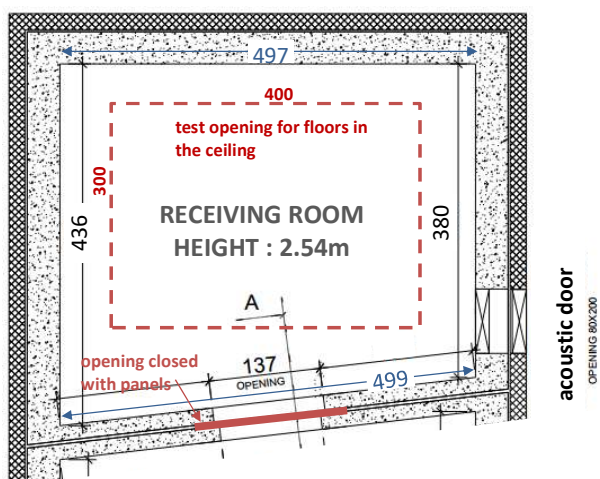 497
400
test opening for floors in
the ceiling
300
RECEIVING ROOM
HEIGHT : 2.54m
436
380
A
acoustic door
OPENING 80X200
opening closed
with panels
137
OPENING
499